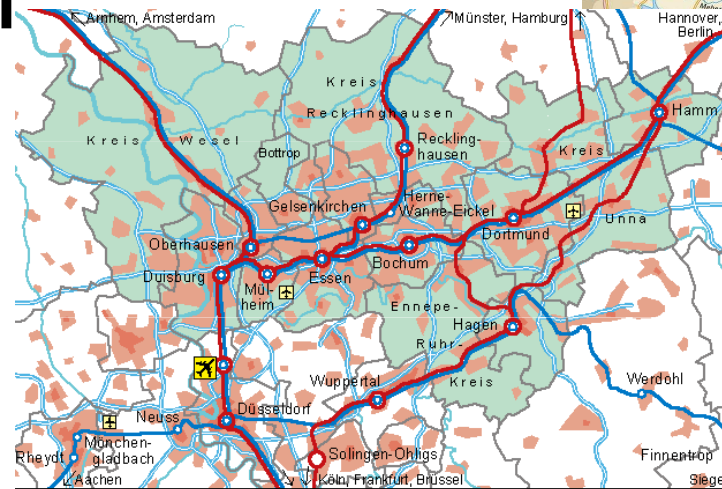 Arnhem, Amsterdam
Münster, Hamburg
Hannover,
Berlin
Kreis
Recklinghausen
Hamm
Kreis Wesel
Bottrop
Reckling-
hausen
Kreis
Unna
Herne-
Wanne-Eickel
Gelsenkirchen
Oberhausen
Dortmund
Duisburg
Mül-
heim
Essen
Bochum
Ennepe-
Ruhr-
Kreis
Hagen
Wuppertal
Werdohl
Neuss
Düsseldorf
Mönchen-
gladbach
Rheydt
Solingen-Ohligs
Finnentrop
Aachen
Köln, Frankfurt, Brüssel
Siege